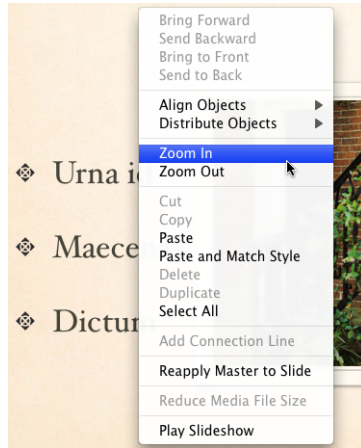 Bring Forward
Send Backward
Bring to Front
Send to Back
Align Objects
Distribute Objects
Zoom In
Zoom Out
Urna
Cut
Copy
Paste
Paste and Match Style
Delete
Duplicate
Select All
Add Connection Line
Reapply Master to Slide
Reduce Media File Size
Play Slideshow